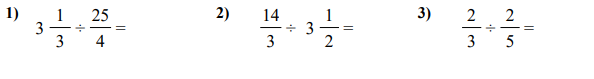 1) 3 1/3 ÷ 25/4 =
2) 14/3 ÷ 3 1/2 =
3) 2/3 ÷ 2/5 =